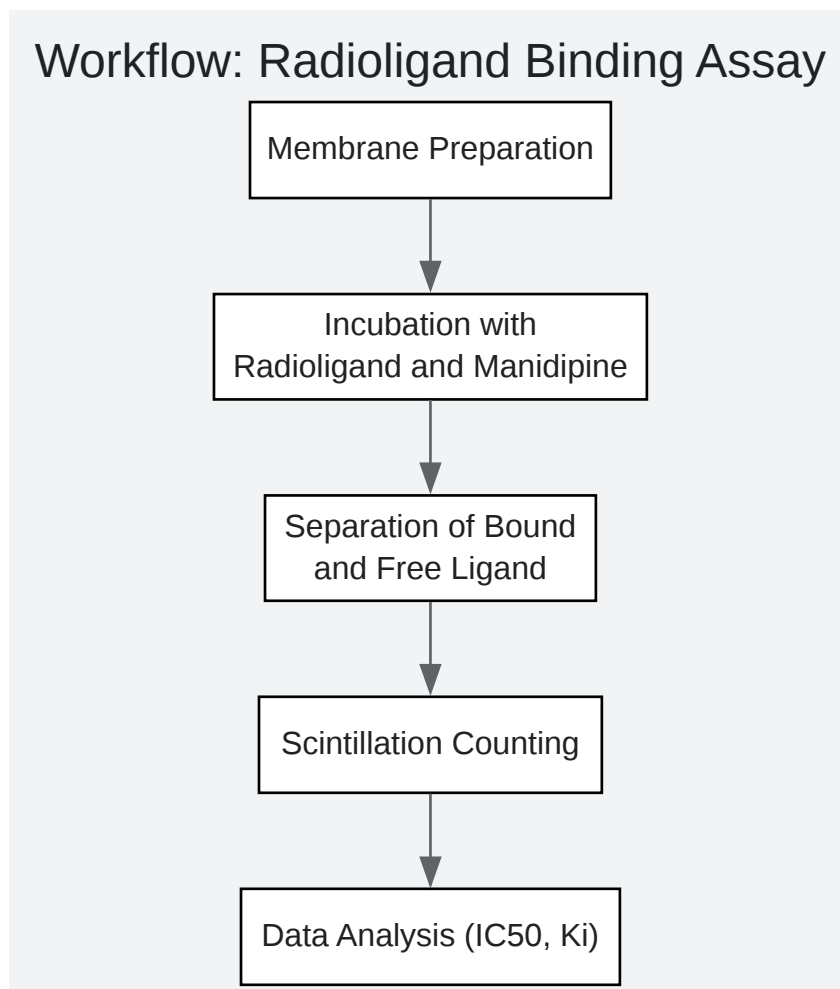 Workflow: Radioligand Binding Assay
Membrane Preparation
Incubation with
Radioligand and Manidipine
Separation of Bound
and Free Ligand
Scintillation Counting
Data Analysis (IC50, Ki)